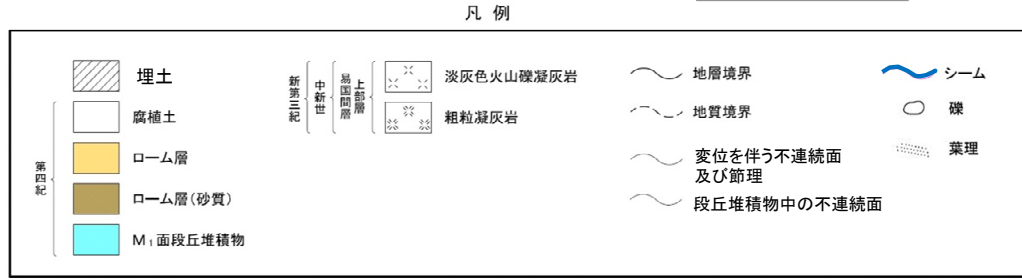 凡 例
埋土
第四紀
腐植土
ローム層
ローム層(砂質)
M₁面段丘堆積物
新第三紀
中新世
易国間層
上部層
淡灰色火山礫凝灰岩
粗粒凝灰岩
地層境界
地質境界
変位を伴う不連続面
及び節理
段丘堆積物中の不連続面
シーム
礫
葉理